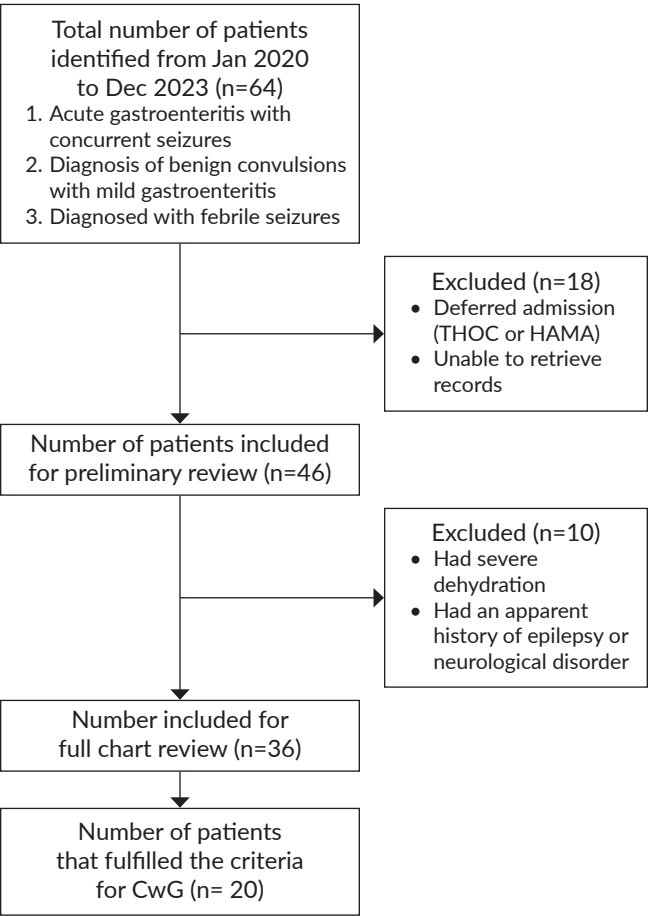 Total number of patients
identified from Jan 2020
to Dec 2023 (n=64)
1. Acute gastroenteritis with
concurrent seizures
2. Diagnosis of benign convulsions
with mild gastroenteritis
3. Diagnosed with febrile seizures
Excluded (n=18)
• Deferred admission
(THOC or HAMA)
• Unable to retrieve
records
Number of patients included
for preliminary review (n=46)
Excluded (n=10)
• Had severe
dehydration
• Had an apparent
history of epilepsy or
neurological disorder
Number included for
full chart review (n=36)
Number of patients
that fulfilled the criteria
for CwG (n= 20)